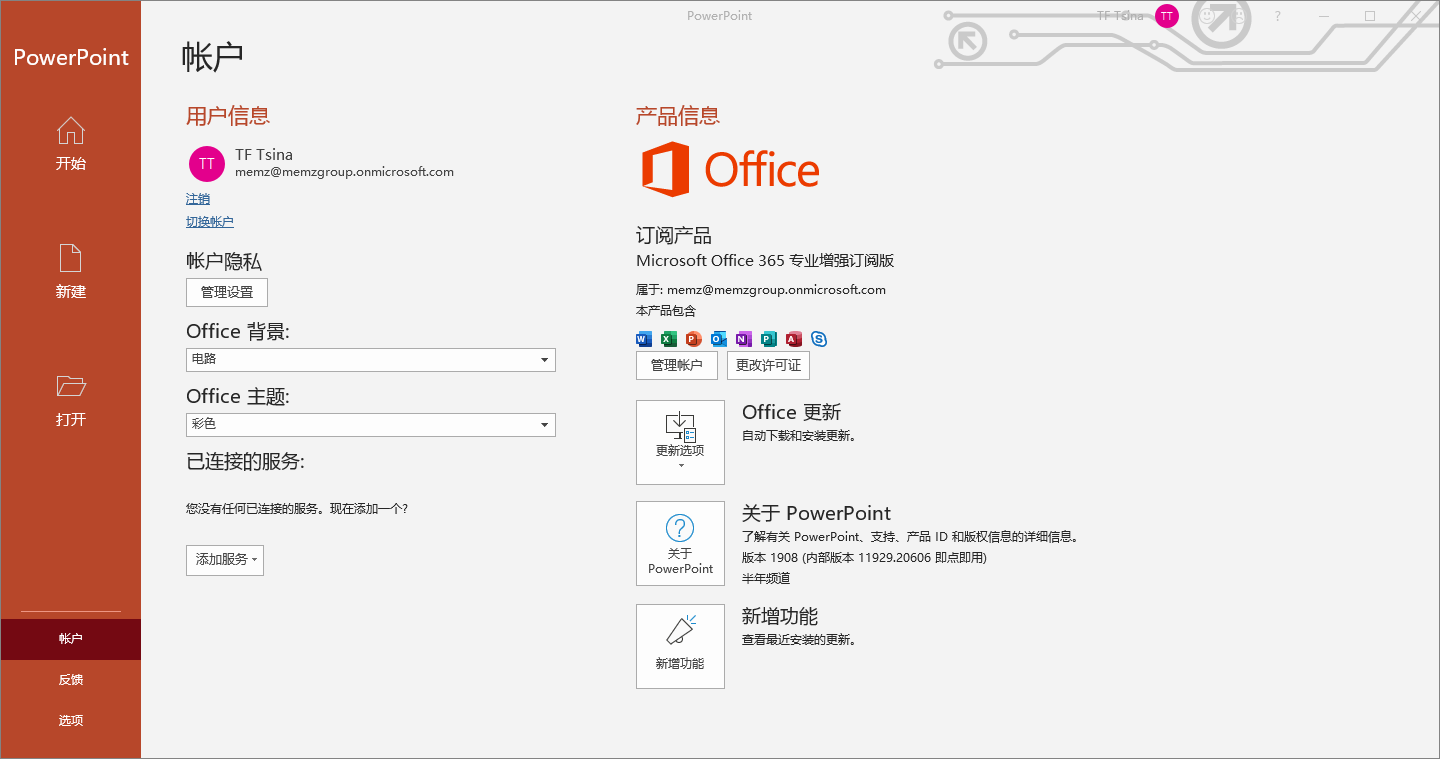 PowerPoint
TF Tsina
TT
?
PowerPoint
开始
新建
打开
帐户
反馈
选项
帐户
用户信息
TT
TF Tsina
memz@memzgroup.onmicrosoft.com
注销
切换帐户
帐户隐私
管理设置
Office 背景:
电路
Office 主题:
彩色
已连接的服务:
您没有任何已连接的服务。现在添加一个?
添加服务
产品信息
Office
订阅产品
Microsoft Office 365 专业增强订阅版
属于: memz@memzgroup.onmicrosoft.com
本产品包含
W X P O N P A S
管理帐户
更改许可证
更新选项
Office 更新
自动下载和安装更新。
?
关于
PowerPoint
关于 PowerPoint
了解有关 PowerPoint、支持、产品 ID 和版权信息的详细信息。
版本 1908 (内部版本 11929.20606 即点即用)
半年频道
新增功能
新增功能
查看最近安装的更新。